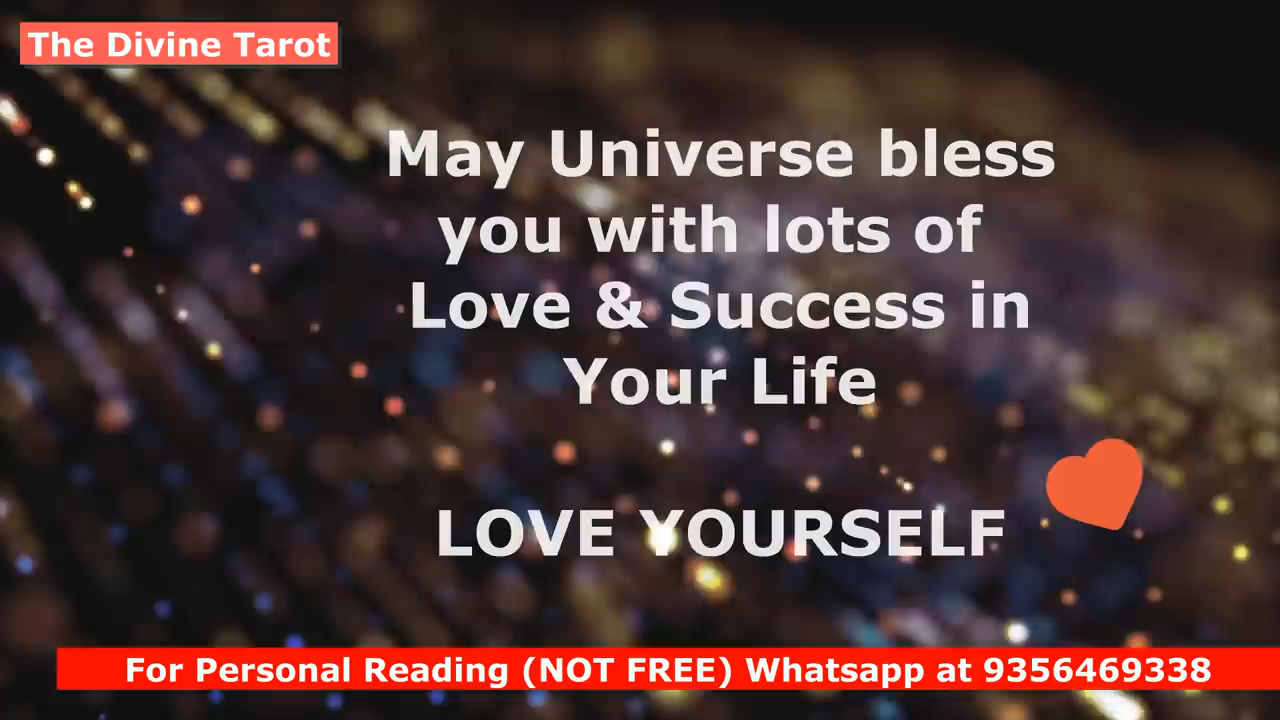 The Divine Tarot
May Universe bless
you with lots of
Love & Success in
Your Life
LOVE YOURSELF
For Personal Reading (NOT FREE) Whatsapp at 9356469338